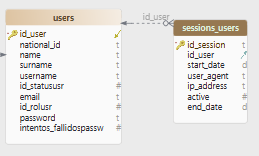 users
id_user
national_id t
name t
surname t
username t
id_statususr #
email t
id_rolusr #
password t
intentos_fallidospassw #
id_user
sessions_users
id_session t
id_user
start_date d
user_agent t
ip_address t
active #
end_date d